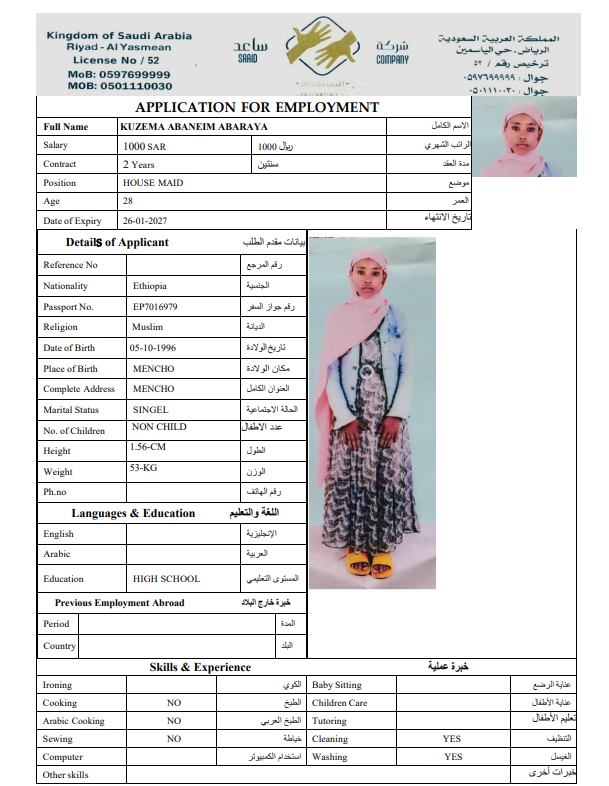 Kingdom of Saudi Arabia
Riyad - Al Yasmean
License No / 52
MoB: 0597699999
MOB: 0501110030
ساعد
SAAID
شركة
COMPANY
للاستقدام
المملكة العربية السعودية
الرياض، حي الياسمين
ترخيص رقم / ٥٢
جوال : ٠٥٩٧٦٩٩٩٩٩
جوال : ٠٥٠١١١٠٠٣٠
APPLICATION FOR EMPLOYMENT
Full Name KUZEMA ABANEIM ABARAYA الاسم الكامل
Salary 1000 SAR 1000 ريال الراتب الشهري
Contract 2 Years سنتين مدة العقد
Position HOUSE MAID موضع
Age 28 العمر
Date of Expiry 26-01-2027 تاريخ الانتهاء
Details of Applicant بيانات مقدم الطلب
Reference No رقم المرجع
Nationality Ethiopia الجنسية
Passport No. EP7016979 رقم جواز السفر
Religion Muslim الديانة
Date of Birth 05-10-1996 تاريخ الولادة
Place of Birth MENCHO مكان الولادة
Complete Address MENCHO العنوان الكامل
Marital Status SINGEL الحالة الاجتماعية
No. of Children NON CHILD عدد الاطفال
Height 1.56-CM الطول
Weight 53-KG الوزن
Ph.no رقم الهاتف
Languages & Education اللغة والتعليم
English الإنجليزية
Arabic العربية
Education HIGH SCHOOL المستوى التعليمي
Previous Employment Abroad خبرة خارج البلاد
Period المدة
Country البلد
Skills & Experience خبرة عملية
Ironing الكوي Baby Sitting عناية الرضع
Cooking NO الطبخ Children Care عناية الأطفال
Arabic Cooking NO الطبخ العربي Tutoring تعليم الأطفال
Sewing NO خياطة Cleaning YES التنظيف
Computer استخدام الكمبيوتر Washing YES الغسيل
Other skills خبرات أخرى